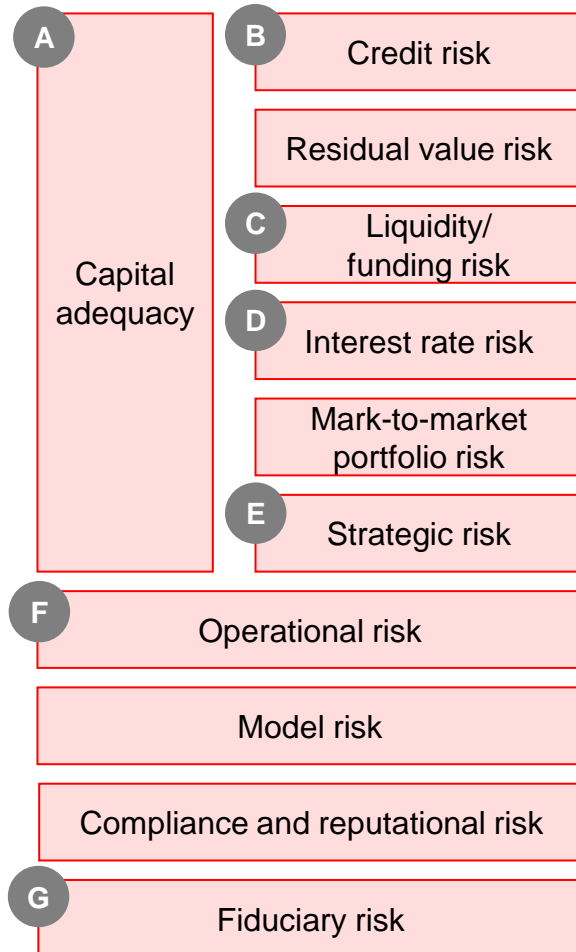 A
Capital
adequacy
B
Credit risk
Residual value risk
C
Liquidity/
funding risk
D
Interest rate risk
Mark-to-market
portfolio risk
E
Strategic risk
F
Operational risk
Model risk
Compliance and reputational risk
G
Fiduciary risk